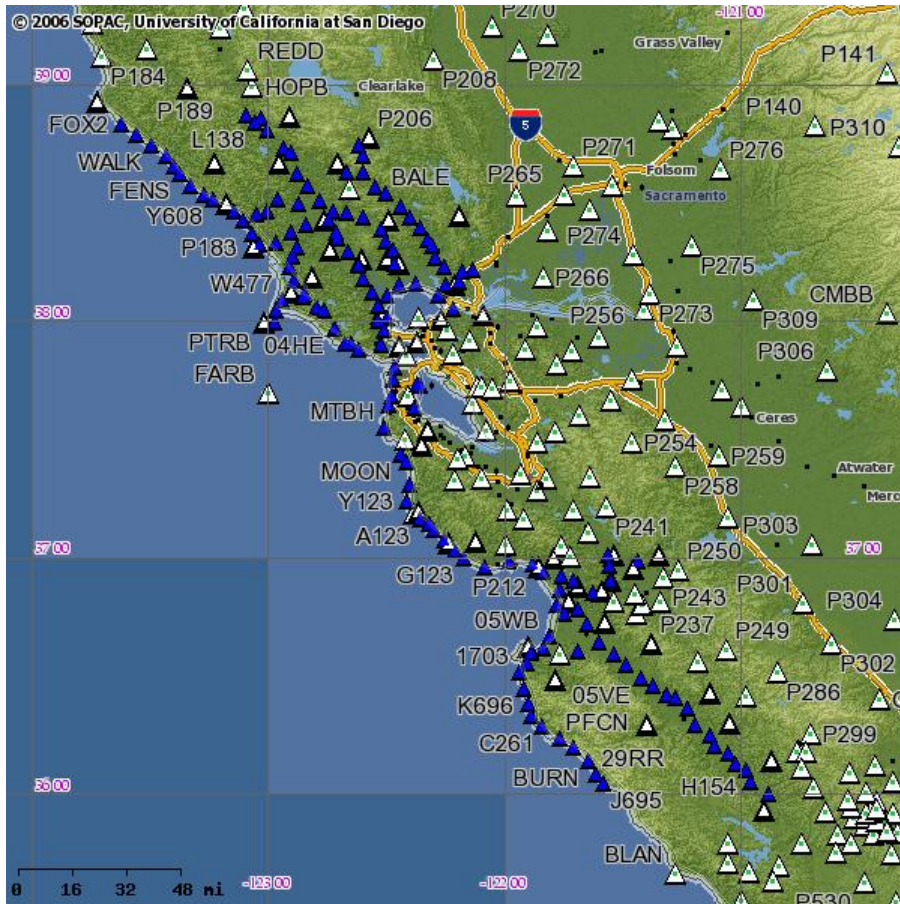 © 2006 SOPAC, University of California at San Diego
P270
-121 00
REDD
Grass Valley
P141
P184
P208
P272
39 00
HOPB
Clearlake
P189
P140
FOX2
L138
P206
5
P310
WALK
P271
P276
Folsom
FENS
BALE
P265
Sacramento
Y608
P274
P183
P275
W477
P266
CMBB
38 00
P256
P273
P309
PTRB
04HE
P306
FARB
MTBH
Ceres
P254
P259
MOON
Atwater
P258
Y123
Merc
P241
P303
A123
P250
37 00
G123
P212
P301
P243
P304
05WB
P237
P249
1703
P302
05VE
P286
K696
PFCN
P299
C261
29RR
BURN
H154
36 00
J695
BLAN
0 16 32 48 mi
-123 00
-122 00
P530